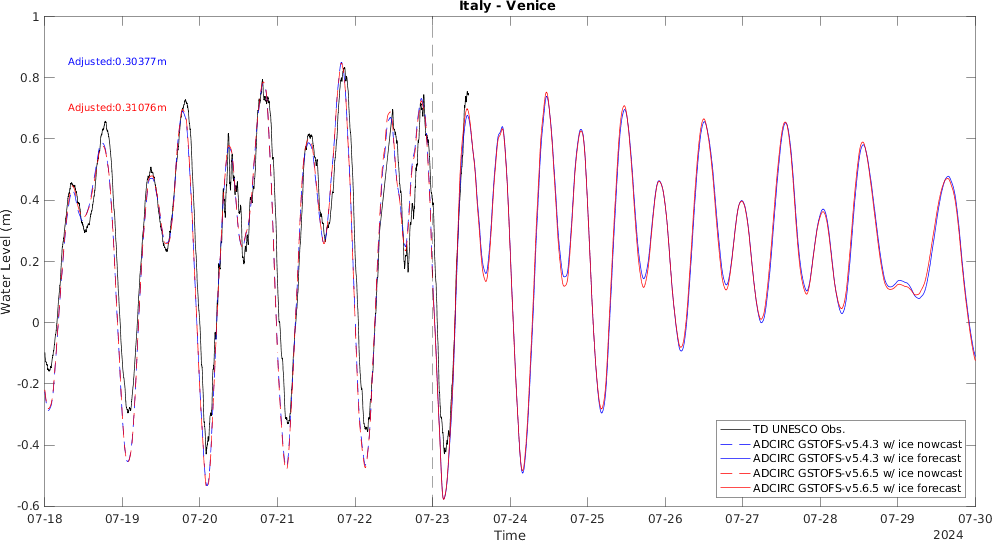 Italy - Venice
Adjusted:0.30377m
Adjusted:0.31076m
Water Level (m)
1
0.8
0.6
0.4
0.2
0
-0.2
-0.4
-0.6
TD UNESCO Obs.
ADCIRC GSTOFS-v5.4.3 w/ ice nowcast
ADCIRC GSTOFS-v5.4.3 w/ ice forecast
ADCIRC GSTOFS-v5.6.5 w/ ice nowcast
ADCIRC GSTOFS-v5.6.5 w/ ice forecast
07-18 07-19 07-20 07-21 07-22 07-23 07-24 07-25 07-26 07-27 07-28 07-29 07-30
Time
2024